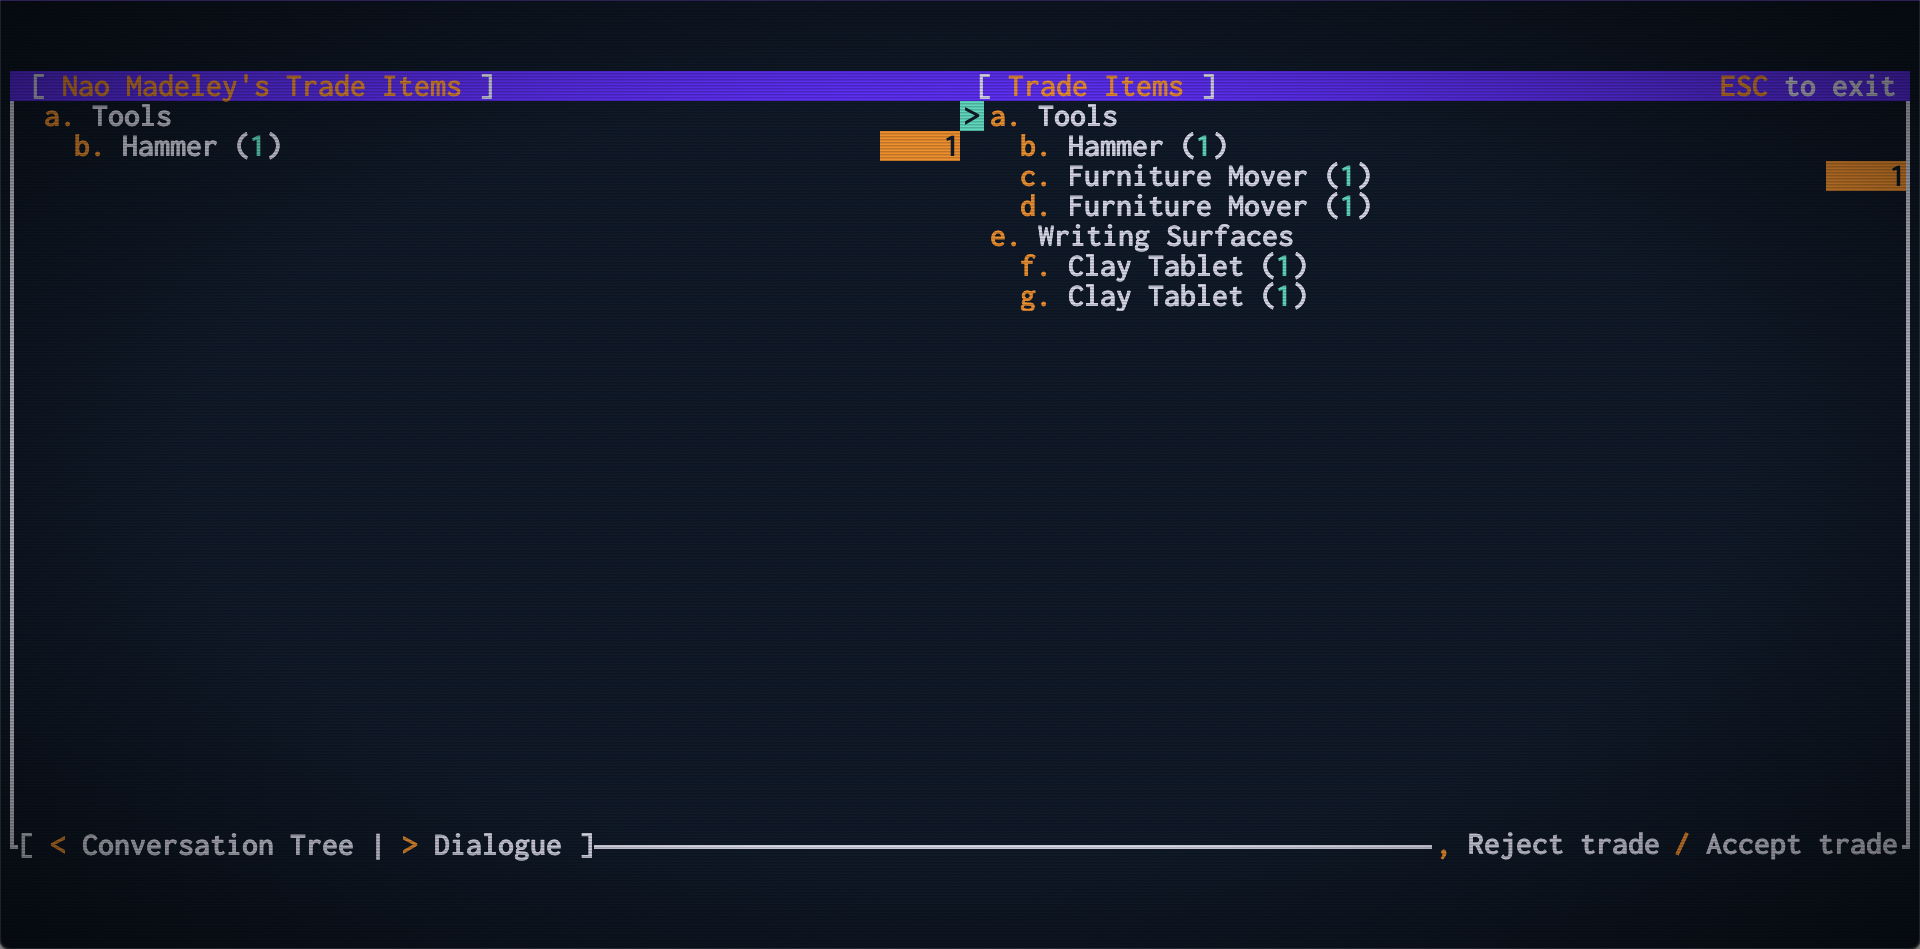 [ Nao Madeley's Trade Items ]
a. Tools
b. Hammer (1) 1
[ Trade Items ] ESC to exit
> a. Tools
b. Hammer (1)
c. Furniture Mover (1) 1
d. Furniture Mover (1)
e. Writing Surfaces
f. Clay Tablet (1)
g. Clay Tablet (1)
[ < Conversation Tree | > Dialogue ] , Reject trade / Accept trade